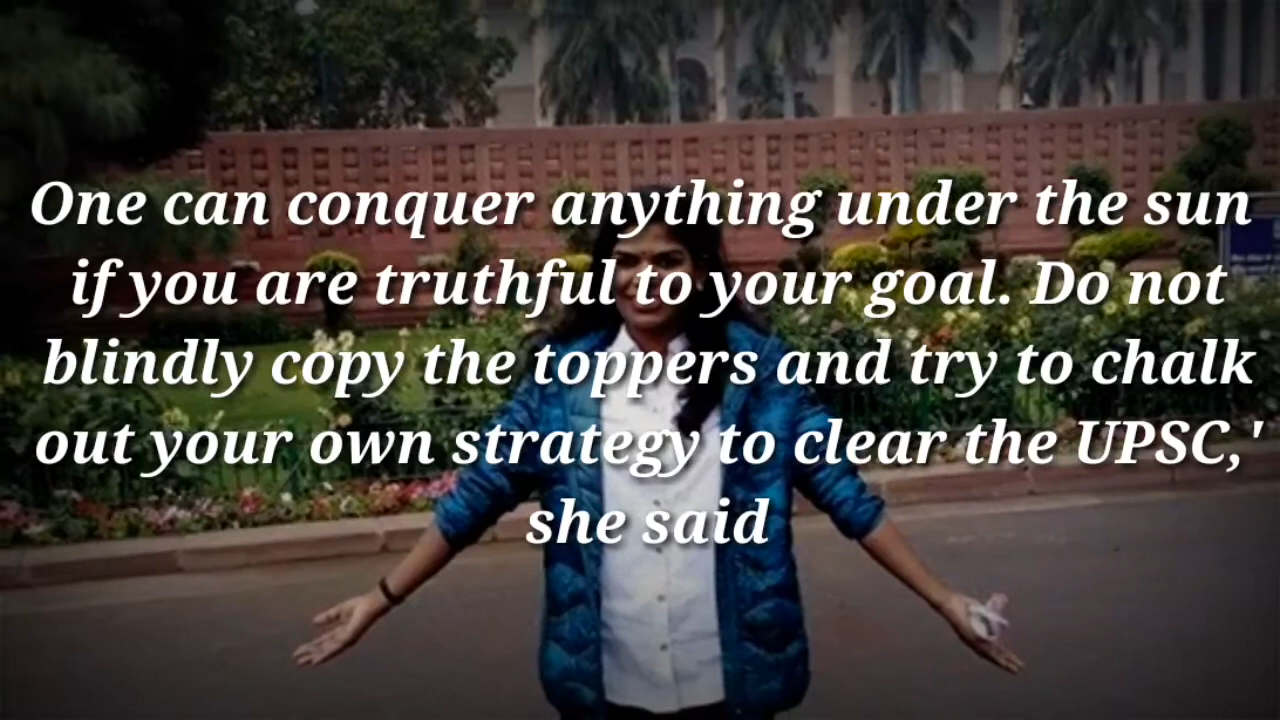 One can conquer anything under the sun
if you are truthful to your goal. Do not
blindly copy the toppers and try to chalk
out your own strategy to clear the UPSC,'
she said